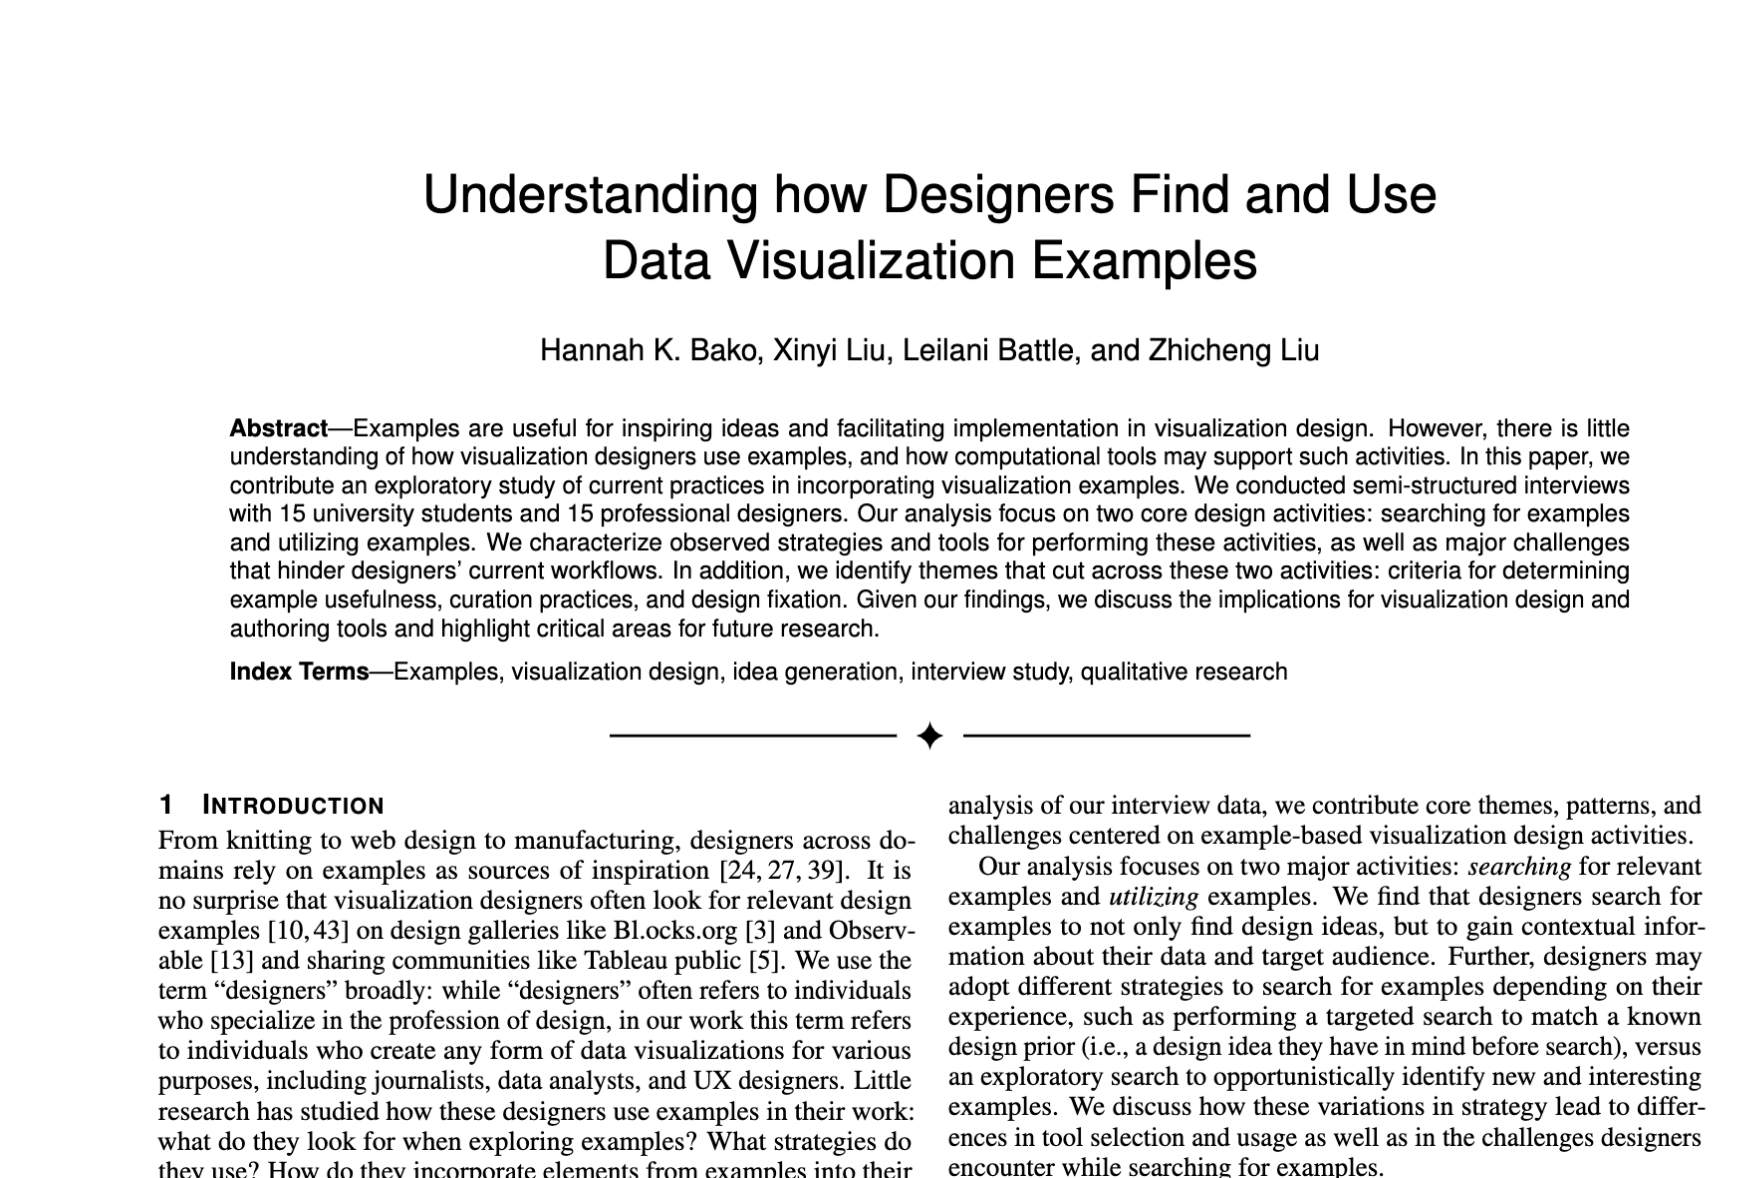 Understanding how Designers Find and Use
Data Visualization Examples
Hannah K. Bako, Xinyi Liu, Leilani Battle, and Zhicheng Liu
Abstract—Examples are useful for inspiring ideas and facilitating implementation in visualization design. However, there is little
understanding of how visualization designers use examples, and how computational tools may support such activities. In this paper, we
contribute an exploratory study of current practices in incorporating visualization examples. We conducted semi-structured interviews
with 15 university students and 15 professional designers. Our analysis focus on two core design activities: searching for examples
and utilizing examples. We characterize observed strategies and tools for performing these activities, as well as major challenges
that hinder designers’ current workflows. In addition, we identify themes that cut across these two activities: criteria for determining
example usefulness, curation practices, and design fixation. Given our findings, we discuss the implications for visualization design and
authoring tools and highlight critical areas for future research.
Index Terms—Examples, visualization design, idea generation, interview study, qualitative research
1 INTRODUCTION
From knitting to web design to manufacturing, designers across do-
mains rely on examples as sources of inspiration [24, 27, 39]. It is
no surprise that visualization designers often look for relevant design
examples [10, 43] on design galleries like Bl.ocks.org [3] and Observ-
able [13] and sharing communities like Tableau public [5]. We use the
term “designers” broadly: while “designers” often refers to individuals
who specialize in the profession of design, in our work this term refers
to individuals who create any form of data visualizations for various
purposes, including journalists, data analysts, and UX designers. Little
research has studied how these designers use examples in their work:
what do they look for when exploring examples? What strategies do
they use? How do they incorporate elements from examples into their
analysis of our interview data, we contribute core themes, patterns, and
challenges centered on example-based visualization design activities.
Our analysis focuses on two major activities: searching for relevant
examples and utilizing examples. We find that designers search for
examples to not only find design ideas, but to gain contextual infor-
mation about their data and target audience. Further, designers may
adopt different strategies to search for examples depending on their
experience, such as performing a targeted search to match a known
design prior (i.e., a design idea they have in mind before search), versus
an exploratory search to opportunistically identify new and interesting
examples. We discuss how these variations in strategy lead to differ-
ences in tool selection and usage as well as in the challenges designers
encounter while searching for examples.